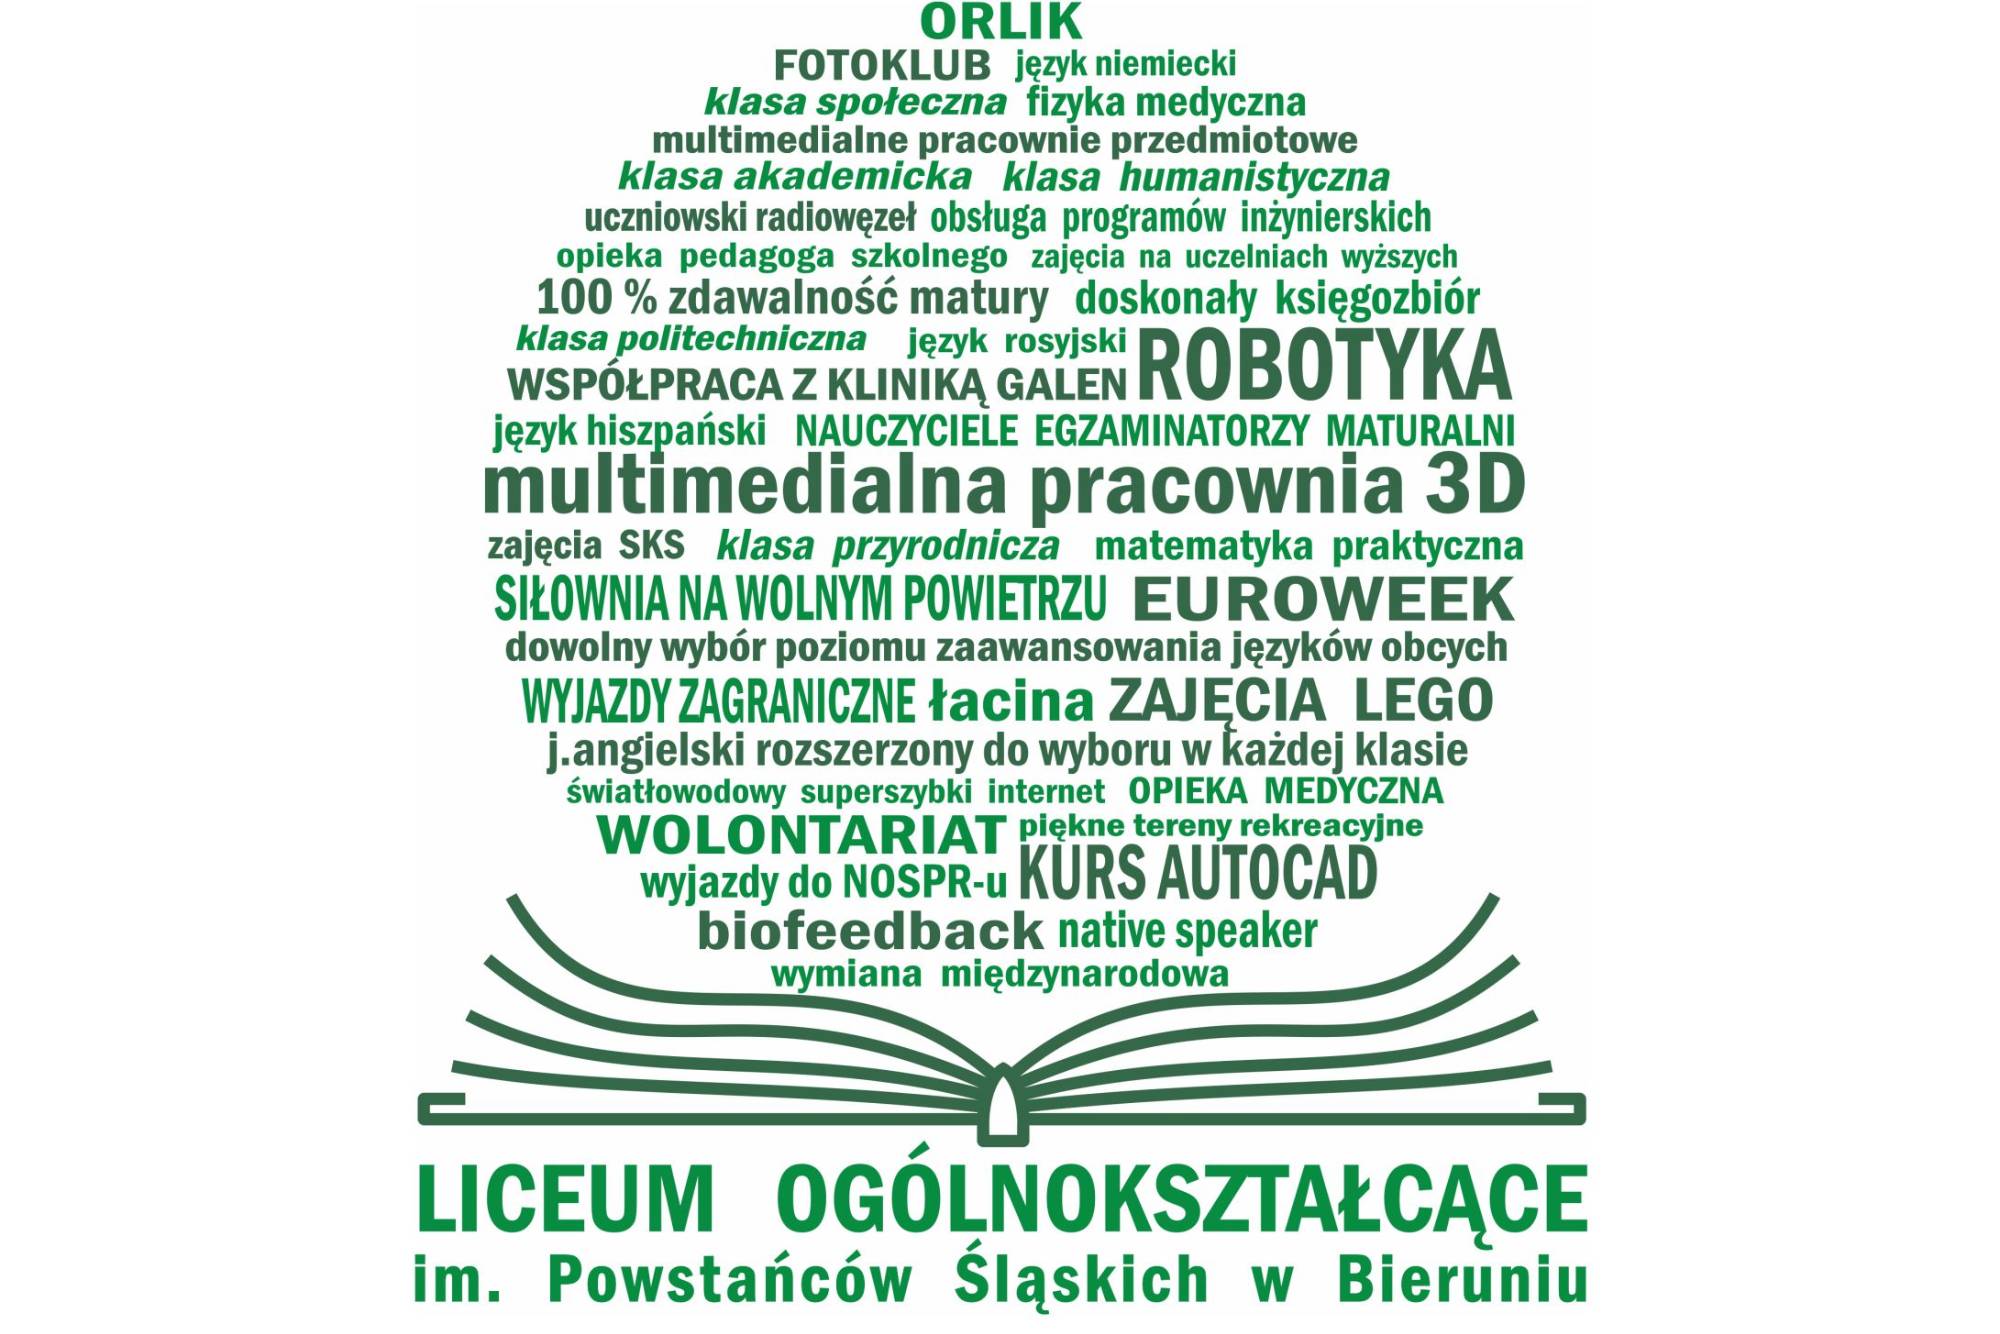 ORLIK
FOTOKLUB język niemiecki
klasa społeczna fizyka medyczna
multimedialne pracownie przedmiotowe
klasa akademicka klasa humanistyczna
uczniowski radiowęzeł obsługa programów inżynierskich
opieka pedagoga szkolnego zajęcia na uczelniach wyższych
100 % zdawalność matury doskonały księgozbiór
klasa politechniczna język rosyjski ROBOTYKA
WSPÓŁPRACA Z KLINIKĄ GALEN
język hiszpański NAUCZYCIELE EGZAMINATORZY MATURALNI
multimedialna pracownia 3D
zajęcia SKS klasa przyrodnicza matematyka praktyczna
SIŁOWNIA NA WOLNYM POWIETRZU EUROWEEK
dowolny wybór poziomu zaawansowania języków obcych
WYJAZDY ZAGRANICZNE łacina ZAJĘCIA LEGO
j.angielski rozszerzony do wyboru w każdej klasie
światłowodowy superszybki internet OPIEKA MEDYCZNA
WOLONTARIAT piękne tereny rekreacyjne
wyjazdy do NOSPR-u KURS AUTOCAD
biofeedback native speaker
wymiana międzynarodowa
LICEUM OGÓLNOKSZTAŁCĄCE
im. Powstańców Śląskich w Bieruniu